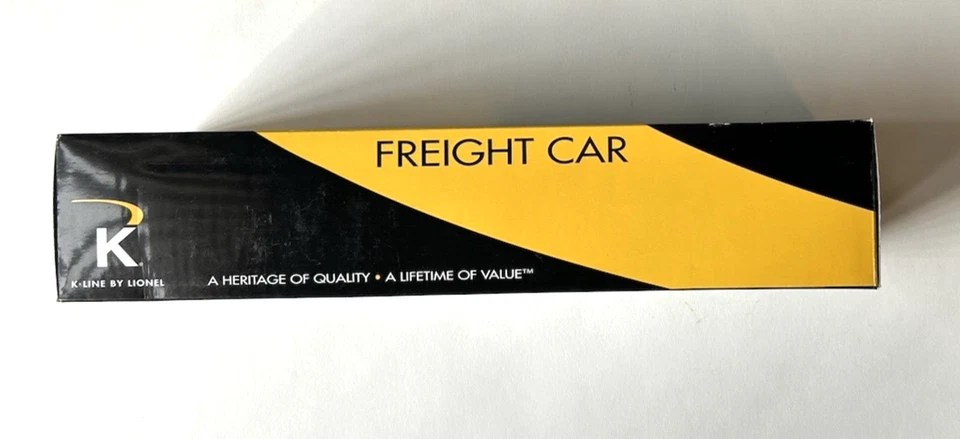 FREIGHT CAR
K
K·LINE BY LIONEL
A HERITAGE OF QUALITY • A LIFETIME OF VALUE™